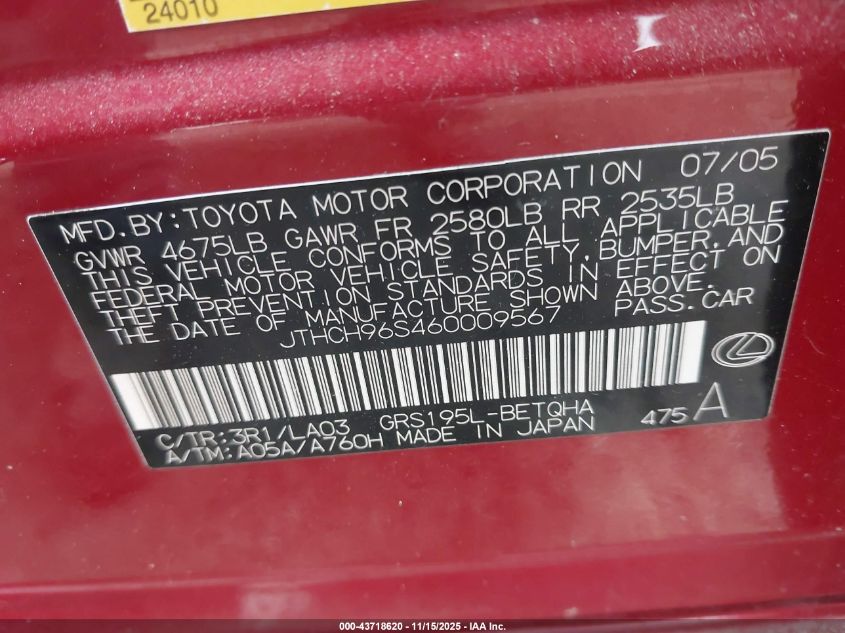 24010
MFD. BY: TOYOTA MOTOR CORPORATION 07/05
GVWR 4675LB GAWR FR 2580LB RR 2535LB
THIS VEHICLE CONFORMS TO ALL APPLICABLE
FEDERAL MOTOR VEHICLE SAFETY, BUMPER, AND
THEFT PREVENTION STANDARDS IN EFFECT ON
THE DATE OF MANUFACTURE SHOWN ABOVE.
JTHCH96S460009567 PASS. CAR
C/TR: 3R1/LA03 GRS195L-BETQHA 475 A
A/TM: A05A/A760H MADE IN JAPAN
000-43718620 - 11/15/2025 - IAA Inc.